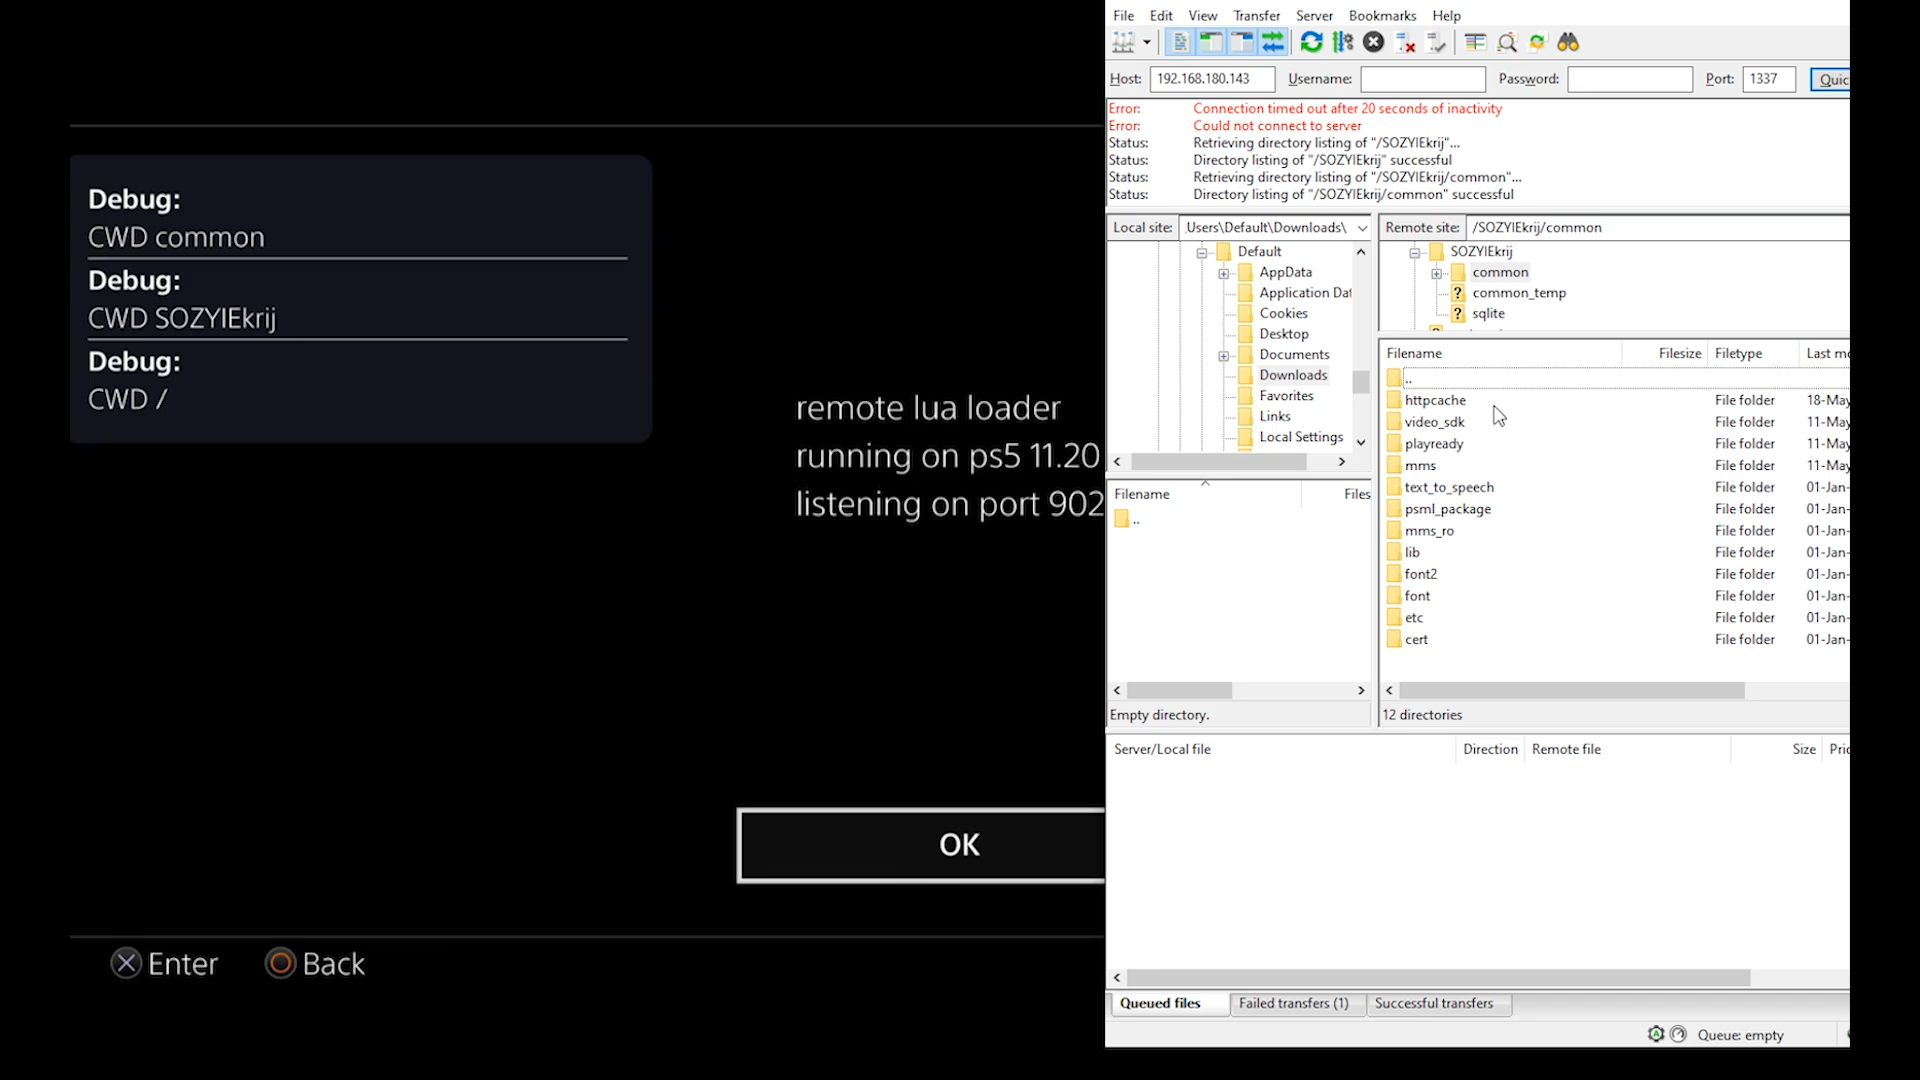 Debug:
CWD common
Debug:
CWD SOZYIEkrij
Debug:
CWD /
remote lua loader
running on ps5 11.20
listening on port 902
OK
Enter
Back
File Edit View Transfer Server Bookmarks Help
Host: 192.168.180.143 Username: Password: Port: 1337 Quic
Error: Connection timed out after 20 seconds of inactivity
Error: Could not connect to server
Status: Retrieving directory listing of "/SOZYIEkrij"...
Status: Directory listing of "/SOZYIEkrij" successful
Status: Retrieving directory listing of "/SOZYIEkrij/common"...
Status: Directory listing of "/SOZYIEkrij/common" successful
Local site: Users\Default\Downloads\
Default
AppData
Application Dat
Cookies
Desktop
Documents
Downloads
Favorites
Links
Local Settings
Filename Files
..
Empty directory.
Remote site: /SOZYIEkrij/common
SOZYIEkrij
common
? common_temp
? sqlite
Filename Filesize Filetype Last mo
..
httpcache File folder 18-May
video_sdk File folder 11-May
playready File folder 11-May
mms File folder 11-May
text_to_speech File folder 01-Jan-
psml_package File folder 01-Jan-
mms_ro File folder 01-Jan-
lib File folder 01-Jan-
font2 File folder 01-Jan-
font File folder 01-Jan-
etc File folder 01-Jan-
cert File folder 01-Jan-
12 directories
Server/Local file Direction Remote file Size Pric
Queued files Failed transfers (1) Successful transfers
Queue: empty